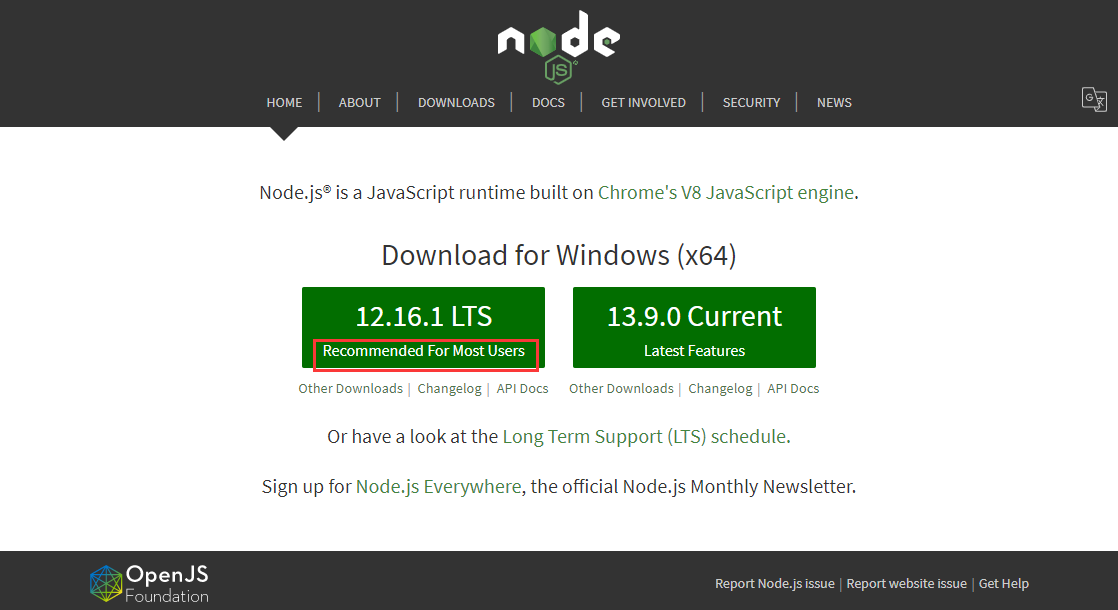 node
JS
HOME | ABOUT | DOWNLOADS | DOCS | GET INVOLVED | SECURITY | NEWS
Node.js® is a JavaScript runtime built on Chrome's V8 JavaScript engine.
Download for Windows (x64)
12.16.1 LTS
Recommended For Most Users
Other Downloads | Changelog | API Docs
13.9.0 Current
Latest Features
Other Downloads | Changelog | API Docs
Or have a look at the Long Term Support (LTS) schedule.
Sign up for Node.js Everywhere, the official Node.js Monthly Newsletter.
OpenJS
Foundation
Report Node.js issue | Report website issue | Get Help